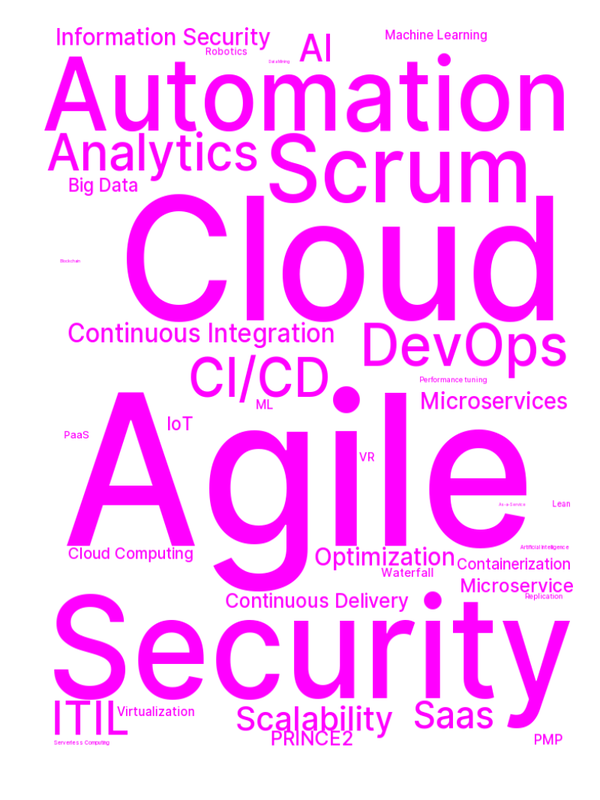 Information Security
AI
Machine Learning
Robotics
Automation
Analytics
Scrum
Big Data
Cloud
Blockchain
Continuous Integration
DevOps
CI/CD
Performance tuning
Microservices
ML
IoT
PaaS
Agile
VR
Lean
Artificial Intelligence
Cloud Computing
Optimization
Containerization
Waterfall
Microservice
Replication
Continuous Delivery
Security
ITIL
Virtualization
Scalability
Saas
PRINCE2
PMP
Serverless Computing